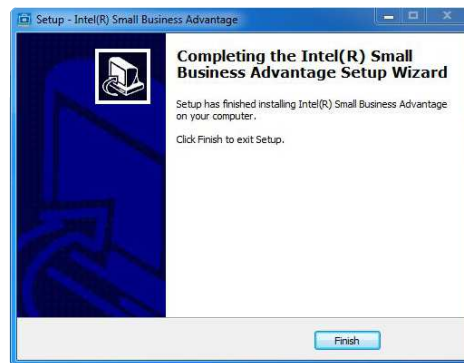 Setup - Intel(R) Small Business Advantage
Completing the Intel(R) Small
Business Advantage Setup Wizard
Setup has finished installing Intel(R) Small Business Advantage
on your computer.
Click Finish to exit Setup.
Finish